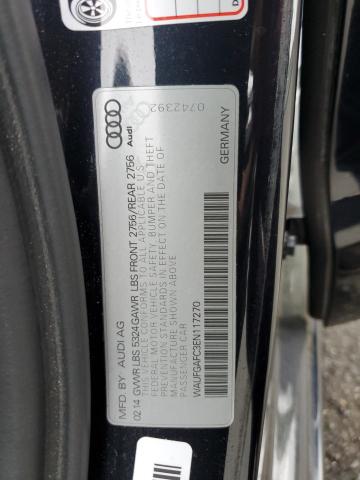 MFD. BY AUDI AG
02.14 GVWR LBS 5324 GAWR LBS FRONT 2756/REAR 2756
THIS VEHICLE CONFORMS TO ALL APPLICABLE U.S.
FEDERAL MOTOR VEHICLE SAFETY, BUMPER AND THEFT
PREVENTION STANDARDS IN EFFECT ON THE DATE OF
MANUFACTURE SHOWN ABOVE.
PASSENGER CAR
WAUFGAFC3EN117270
GERMANY
Audi
0742392